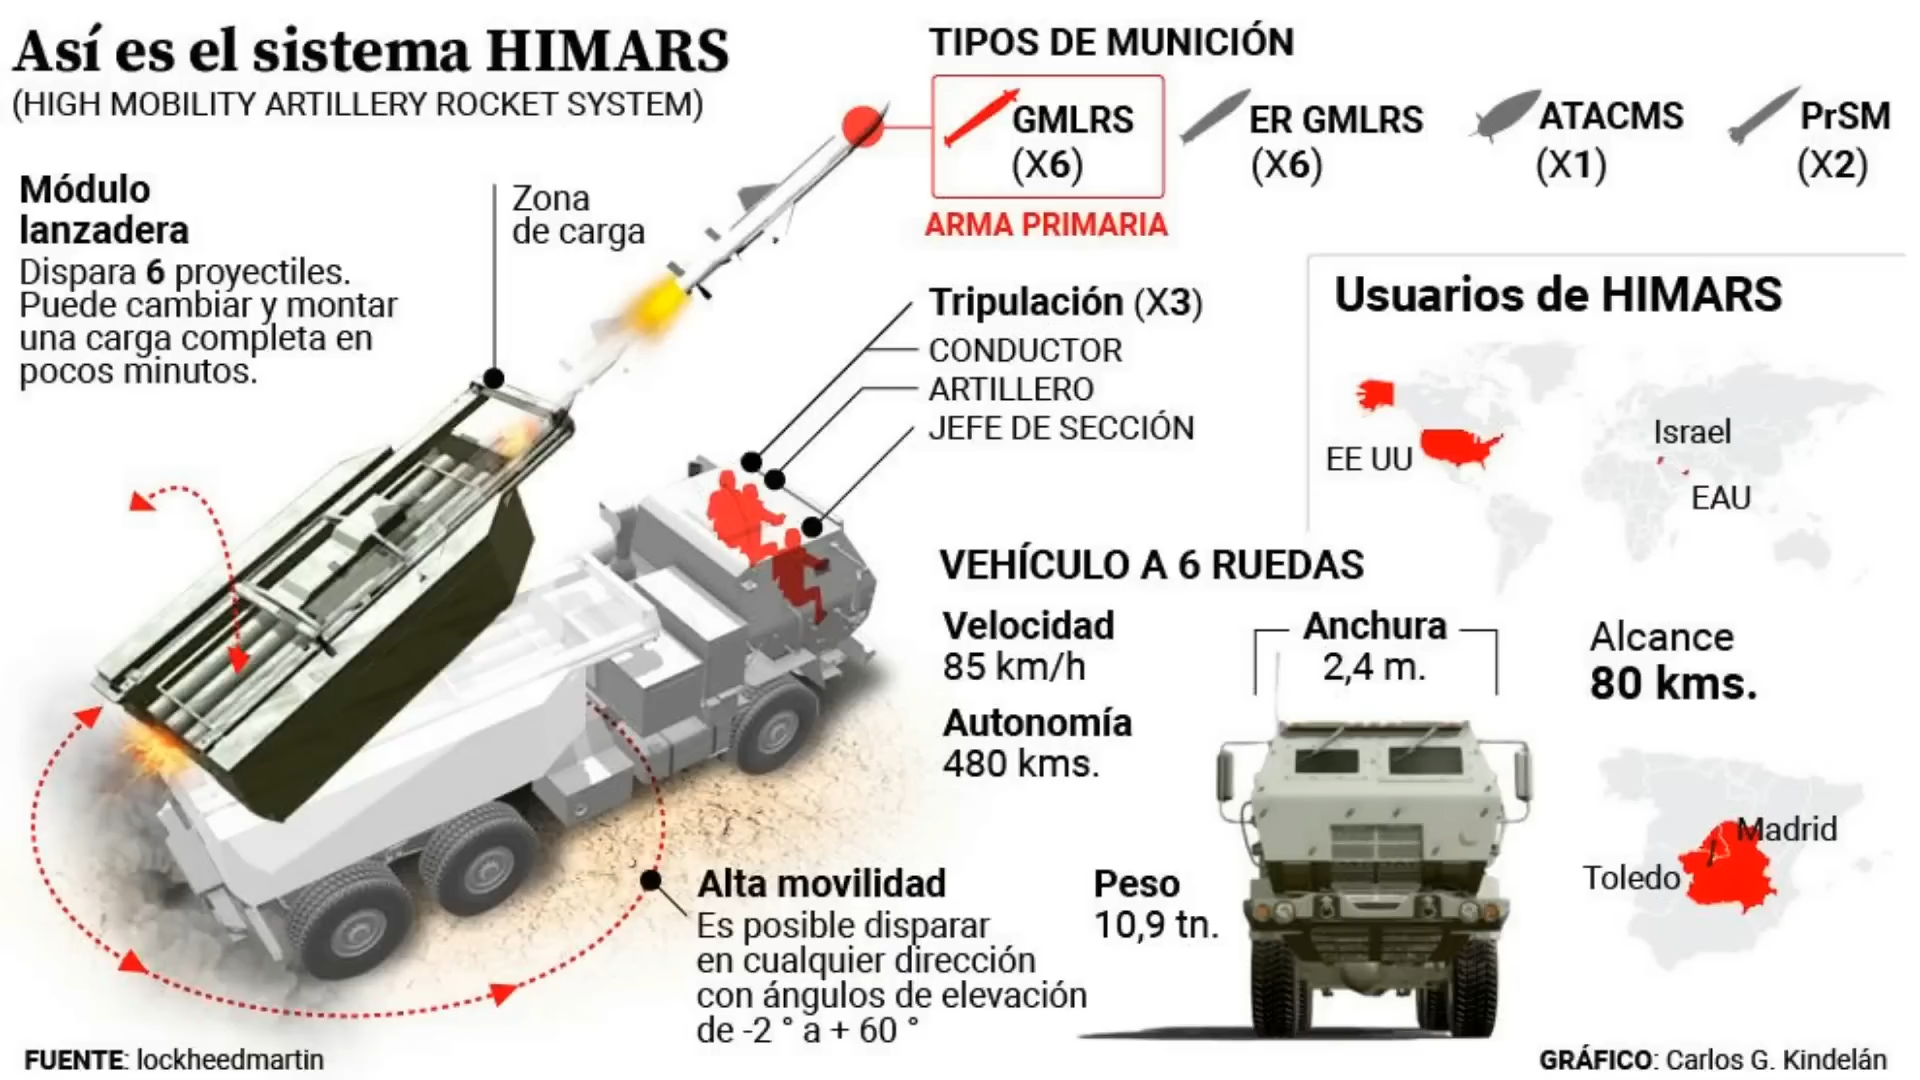 Así es el sistema HIMARS
(HIGH MOBILITY ARTILLERY ROCKET SYSTEM)
Módulo
lanzadera
Dispara 6 proyectiles.
Puede cambiar y montar
una carga completa en
pocos minutos.
Zona
de carga
TIPOS DE MUNICIÓN
GMLRS
(X6)
ARMA PRIMARIA
ER GMLRS
(X6)
ATACMS
(X1)
PrSM
(X2)
Tripulación (X3)
CONDUCTOR
ARTILLERO
JEFE DE SECCIÓN
Usuarios de HIMARS
EE UU
Israel
EAU
VEHÍCULO A 6 RUEDAS
Velocidad
85 km/h
Autonomía
480 kms.
Anchura
2,4 m.
Peso
10,9 tn.
Alcance
80 kms.
Madrid
Toledo
Alta movilidad
Es posible disparar
en cualquier dirección
con ángulos de elevación
de -2 ° a + 60 °
FUENTE: lockheedmartin
GRÁFICO: Carlos G. Kindelán